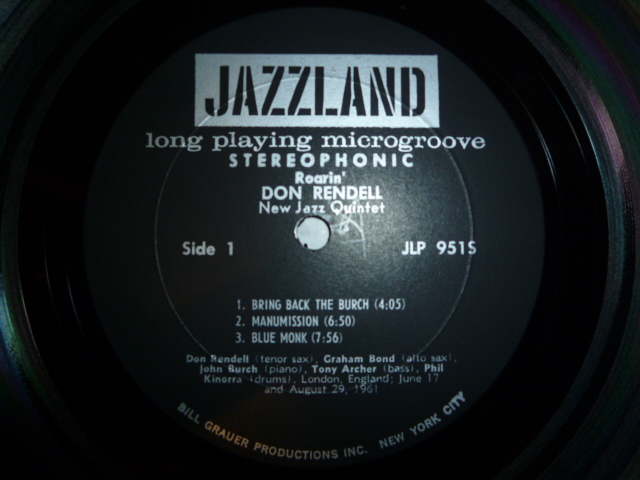 JAZZLAND
long playing microgroove
STEREOPHONIC
Roarin'
DON RENDELL
New Jazz Quintet
Side 1 JLP 951S
1. BRING BACK THE BURCH (4:05)
2. MANUMISSION (6:50)
3. BLUE MONK (7:56)
Don Rendell (tenor sax), Graham Bond (alto sax),
John Burch (piano), Tony Archer (bass), Phil
Kinorra (drums), London, England; June 17
and August 29, 1961
BILL GRAUER PRODUCTIONS INC. NEW YORK CITY